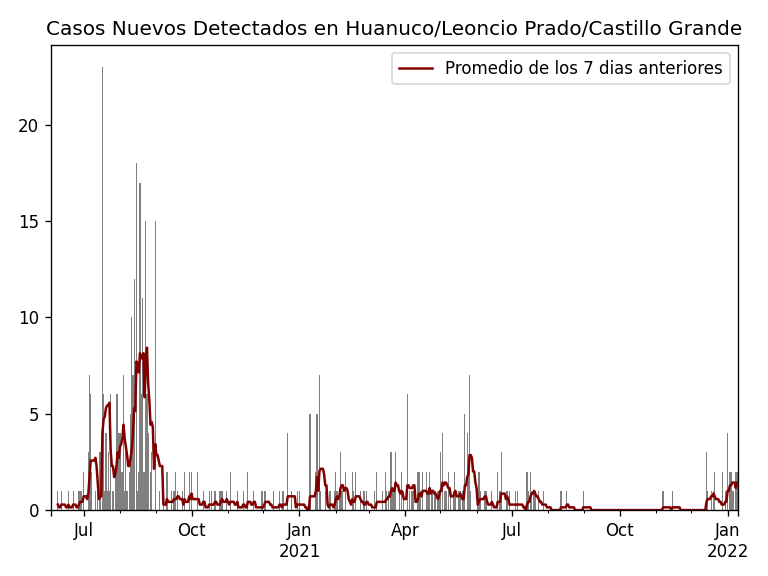 Casos Nuevos Detectados en Huanuco/Leoncio Prado/Castillo Grande
Promedio de los 7 dias anteriores
20
15
10
5
0
Jul Oct Jan Apr Jul Oct Jan
2021 2022